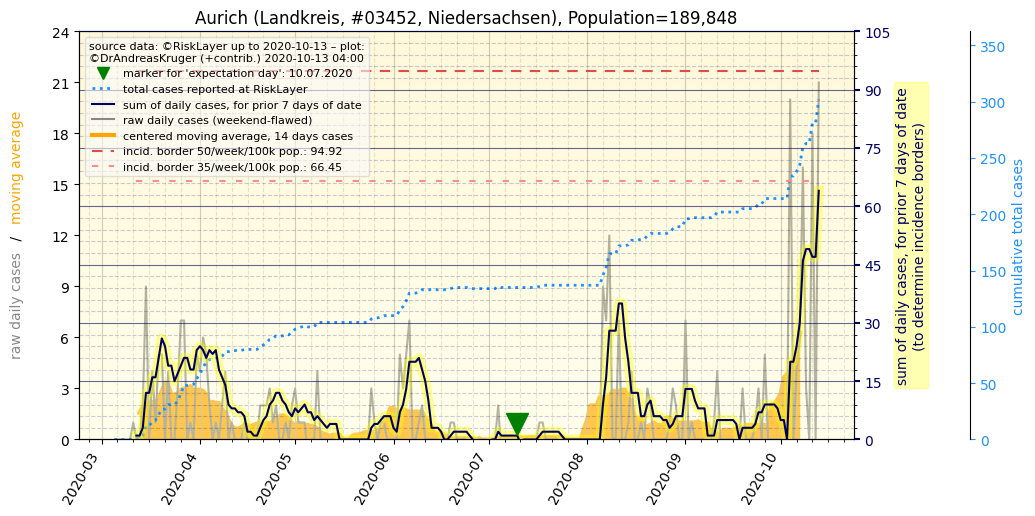 Aurich (Landkreis, #03452, Niedersachsen), Population=189,848
source data: ©RiskLayer up to 2020-10-13 – plot:
©DrAndreasKruger (+contrib.) 2020-10-13 04:00
marker for 'expectation day': 10.07.2020
total cases reported at RiskLayer
sum of daily cases, for prior 7 days of date
raw daily cases (weekend-flawed)
centered moving average, 14 days cases
incid. border 50/week/100k pop.: 94.92
incid. border 35/week/100k pop.: 66.45
raw daily cases / moving average
24
21
18
15
12
9
6
3
0
2020-03
2020-04
2020-05
2020-06
2020-07
2020-08
2020-09
2020-10
105
90
75
60
45
30
15
0
sum of daily cases, for prior 7 days of date
(to determine incidence borders)
350
300
250
200
150
100
50
0
cumulative total cases